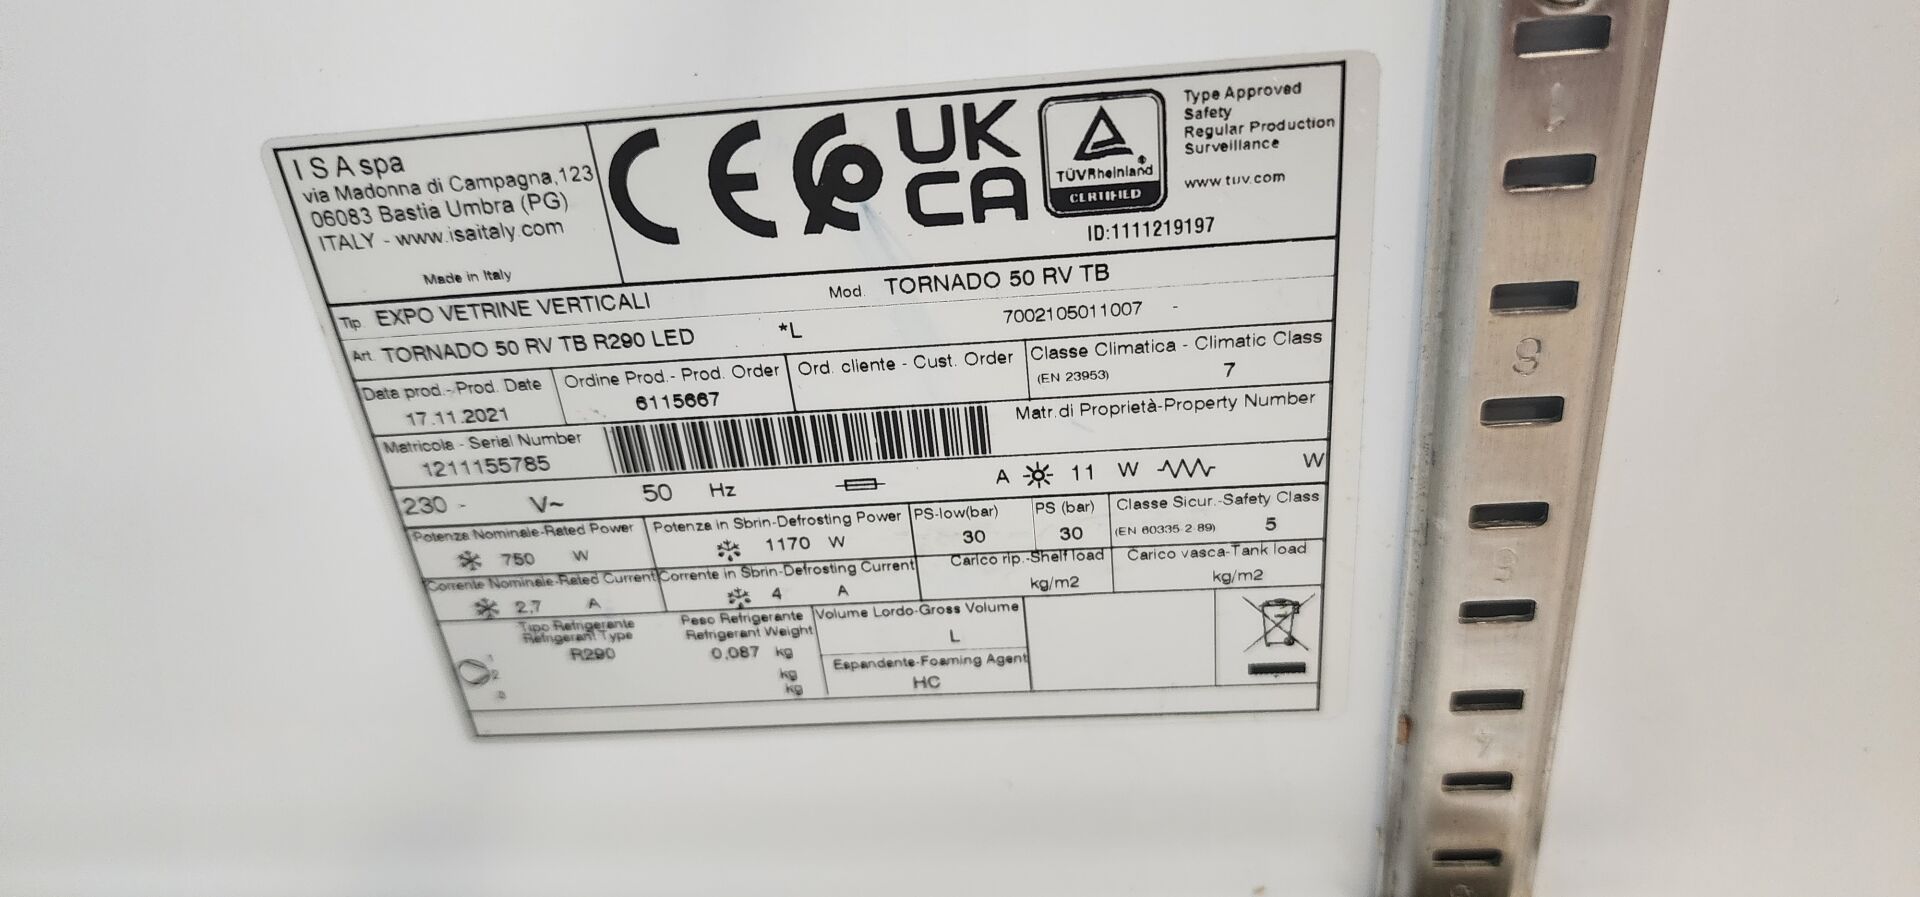 ISA spa
via Madonna di Campagna,123
06083 Bastia Umbra (PG)
ITALY - www.isaitaly.com
Made in Italy
CE
UK
CA
TÜVRheinland
CERTIFIED
Type Approved
Safety
Regular Production
Surveillance
www.tuv.com
ID:1111219197
Tip. EXPO VETRINE VERTICALI Mod. TORNADO 50 RV TB
Art. TORNADO 50 RV TB R290 LED *L 7002105011007 -
Data prod.-Prod. Date
17.11.2021
Ordine Prod.- Prod. Order
6115667
Ord. cliente - Cust. Order
Classe Climatica - Climatic Class
(EN 23953) 7
Matricola - Serial Number
1211155785
Matr.di Proprietà-Property Number
230 - V~ 50 Hz A 11 W W
Potenza Nominale-Rated Power
750 W
Potenza in Sbrin-Defrosting Power
1170 W
PS-low(bar)
30
PS (bar)
30
Classe Sicur.-Safety Class
(EN 60335-2-89) 5
Corrente Nominale-Rated Current
2,7 A
Corrente in Sbrin-Defrosting Current
4 A
Carico rip.-Shelf load
kg/m2
Carico vasca-Tank load
kg/m2
Tipo Refrigerante
Refrigerant Type
R290
Peso Refrigerante
Refrigerant Weight
0,087 kg
kg
kg
1
2
Volume Lordo-Gross Volume
L
Espandente-Foaming Agent
HC